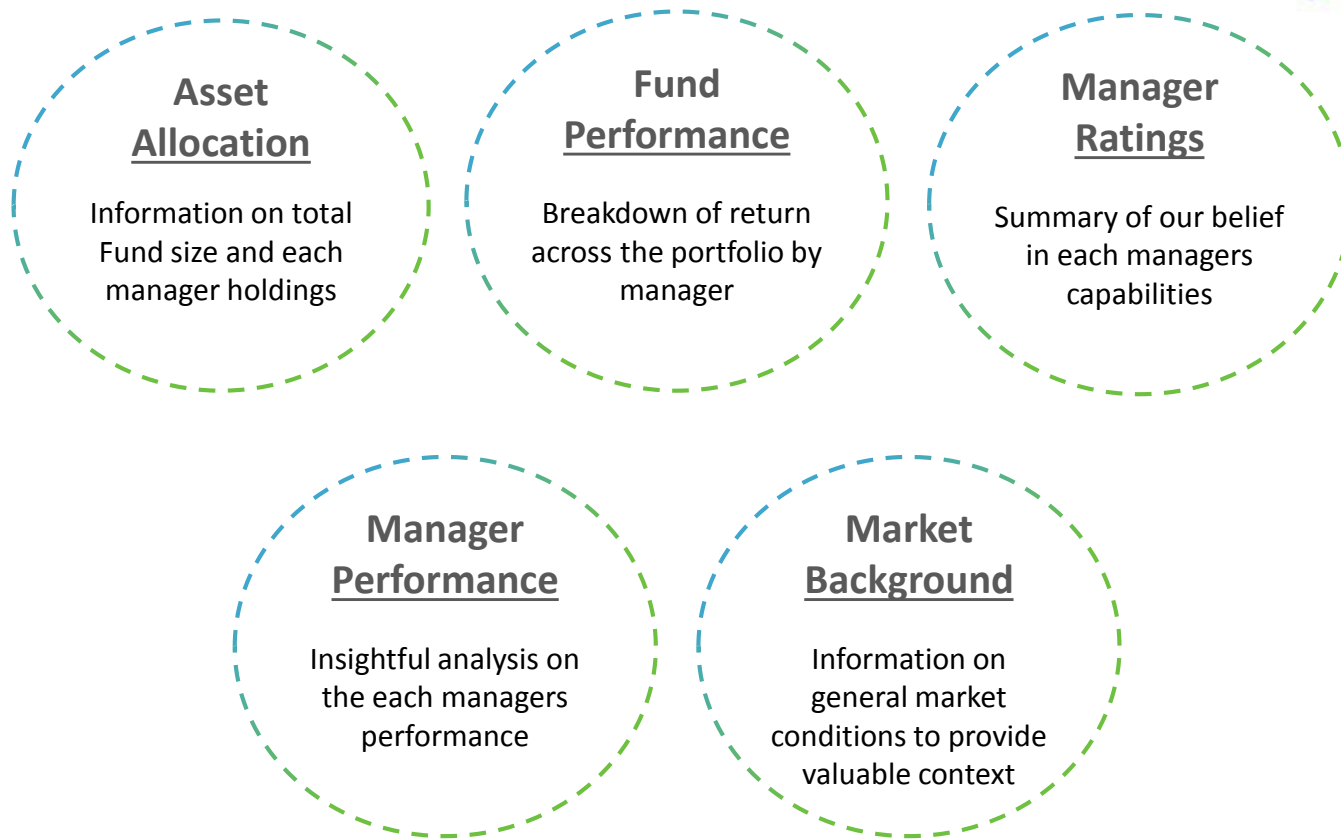 Asset
Allocation
Information on total
Fund size and each
manager holdings
Fund
Performance
Breakdown of return
across the portfolio by
manager
Manager
Ratings
Summary of our belief
in each managers
capabilities
Manager
Performance
Insightful analysis on
the each managers
performance
Market
Background
Information on
general market
conditions to provide
valuable context